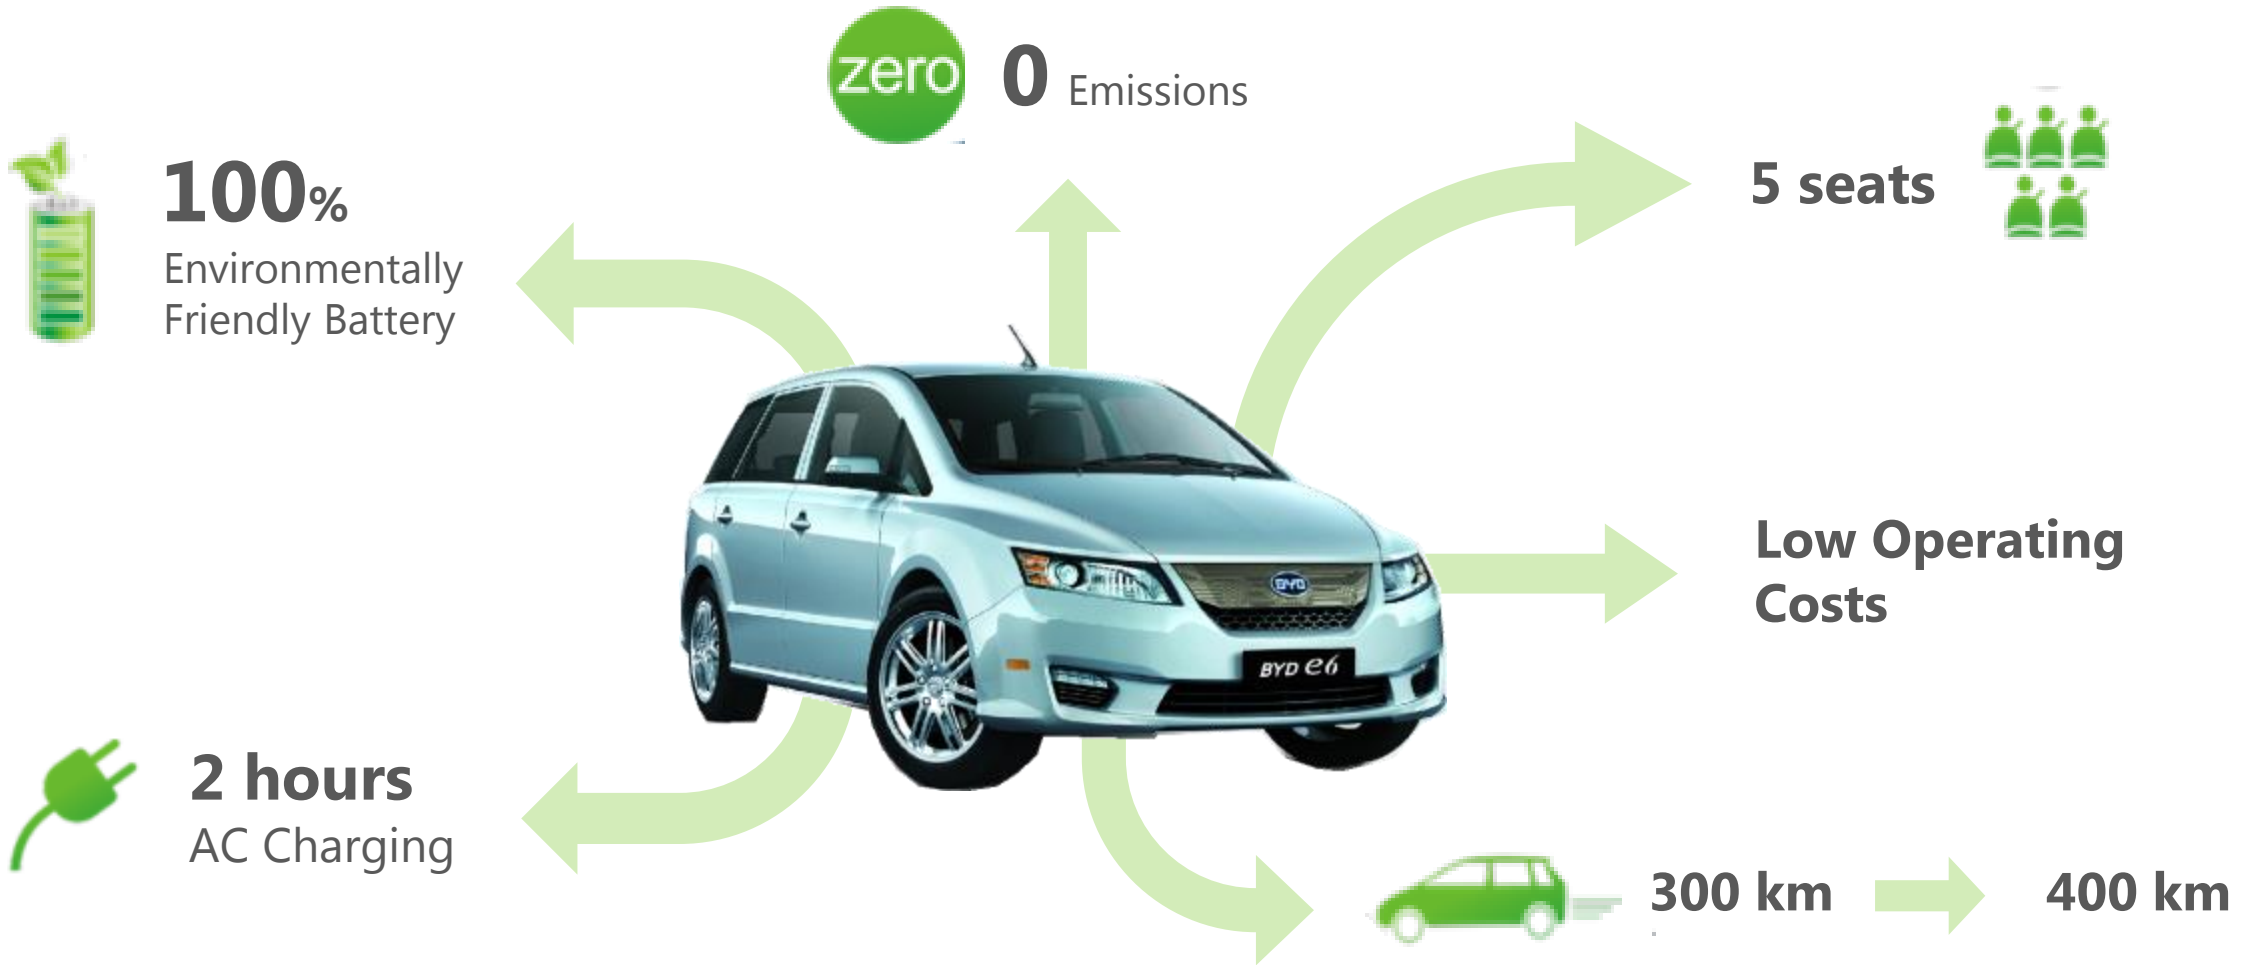 zero
0 Emissions
100%
Environmentally
Friendly Battery
5 seats
Low Operating
Costs
BYD
BYD e6
2 hours
AC Charging
300 km
400 km